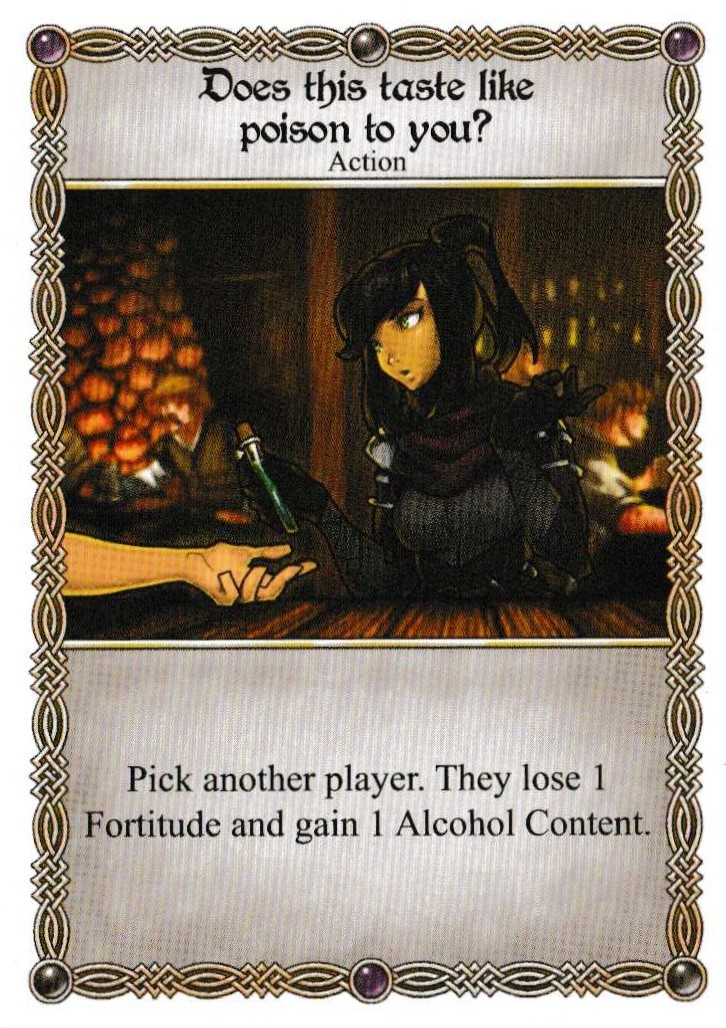 Does this taste like
poison to you?
Action
Pick another player. They lose 1
Fortitude and gain 1 Alcohol Content.